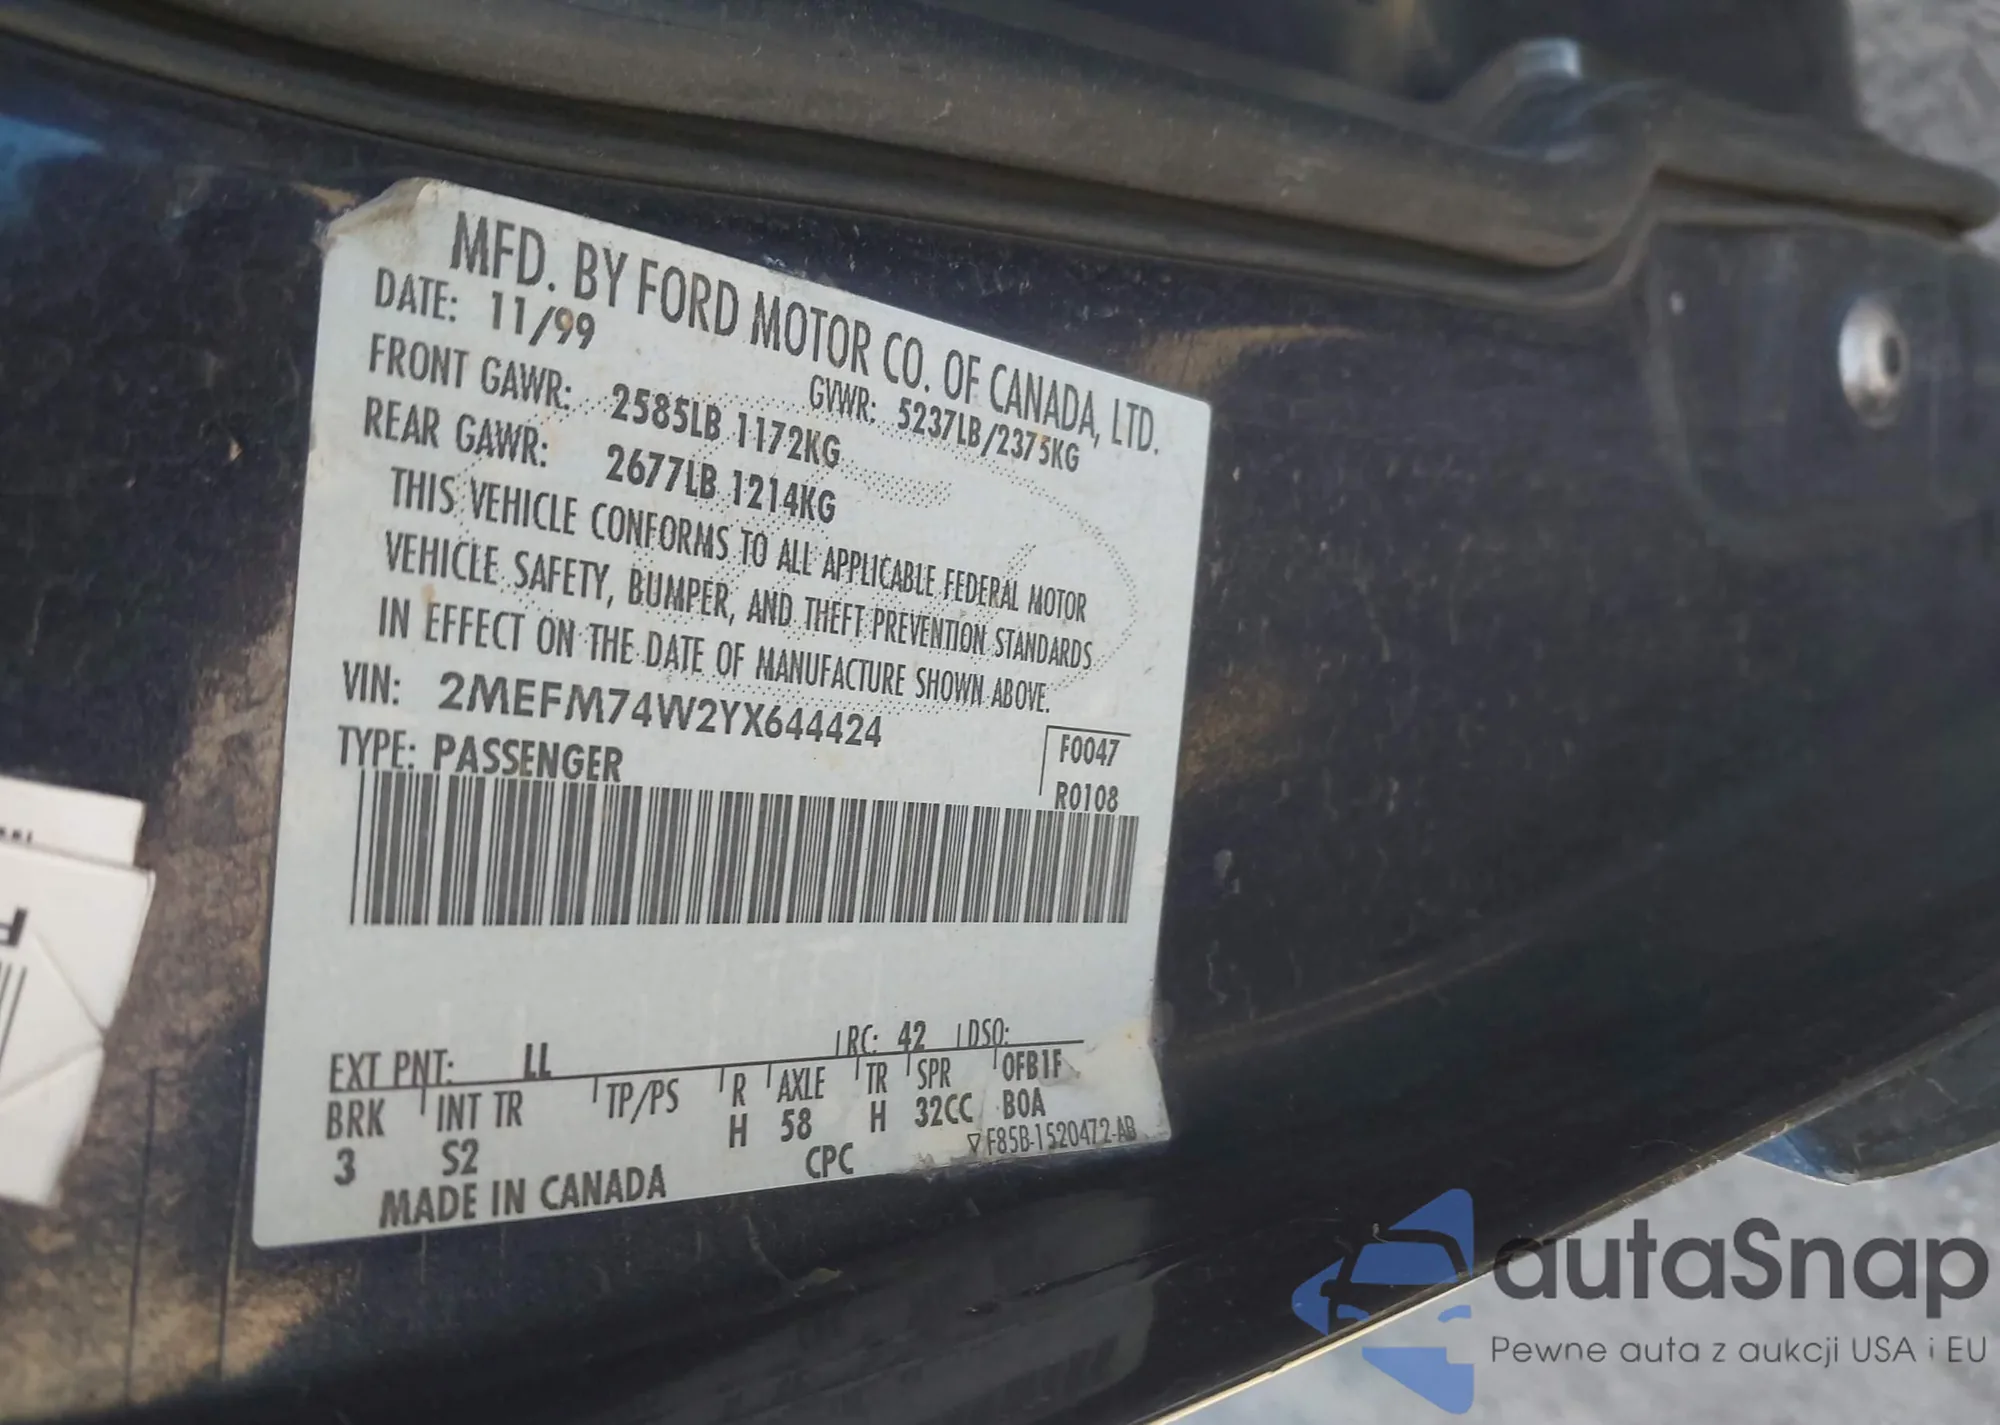 MFD. BY FORD MOTOR CO. OF CANADA, LTD.
DATE: 11/99
GVWR: 5237LB/2375KG
FRONT GAWR: 2585LB 1172KG
REAR GAWR: 2677LB 1214KG
THIS VEHICLE CONFORMS TO ALL APPLICABLE FEDERAL MOTOR
VEHICLE SAFETY, BUMPER, AND THEFT PREVENTION STANDARDS
IN EFFECT ON THE DATE OF MANUFACTURE SHOWN ABOVE.
VIN: 2MEFM74W2YX644424
TYPE: PASSENGER
F0047
R0108
EXT PNT: LL RC: 42 DSO:
BRK INT TR TP/PS R AXLE TR SPR 0FB1F
3 S2 H 58 H 32CC B0A
MADE IN CANADA CPC ▽F85B-1520472-AB
autaSnap
Pewne auta z aukcji USA i EU